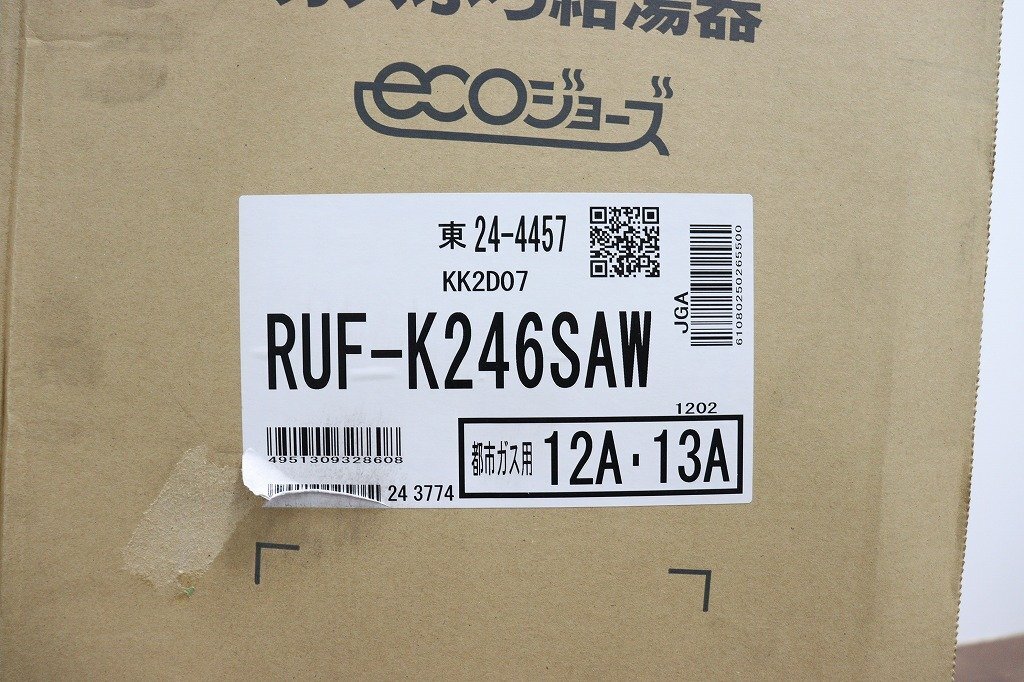 給湯器
ecoジョーズ
東 24-4457
KK2D07
RUF-K246SAW
JGA
61080250265500
1202
4951309328608
都市ガス用 12A・13A
24 3774